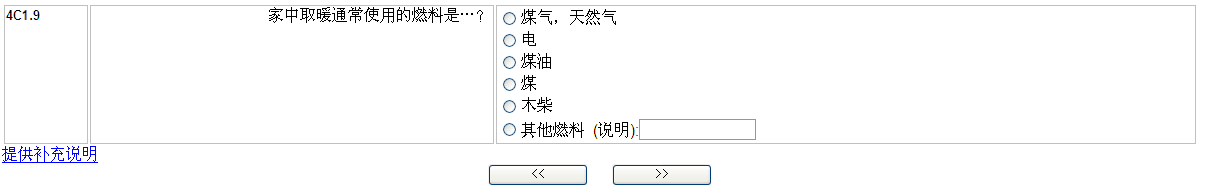 4C1.9
家中取暖通常使用的燃料是…?
煤气，天然气
电
煤油
煤
木柴
其他燃料 (说明):
提供补充说明
<< >>